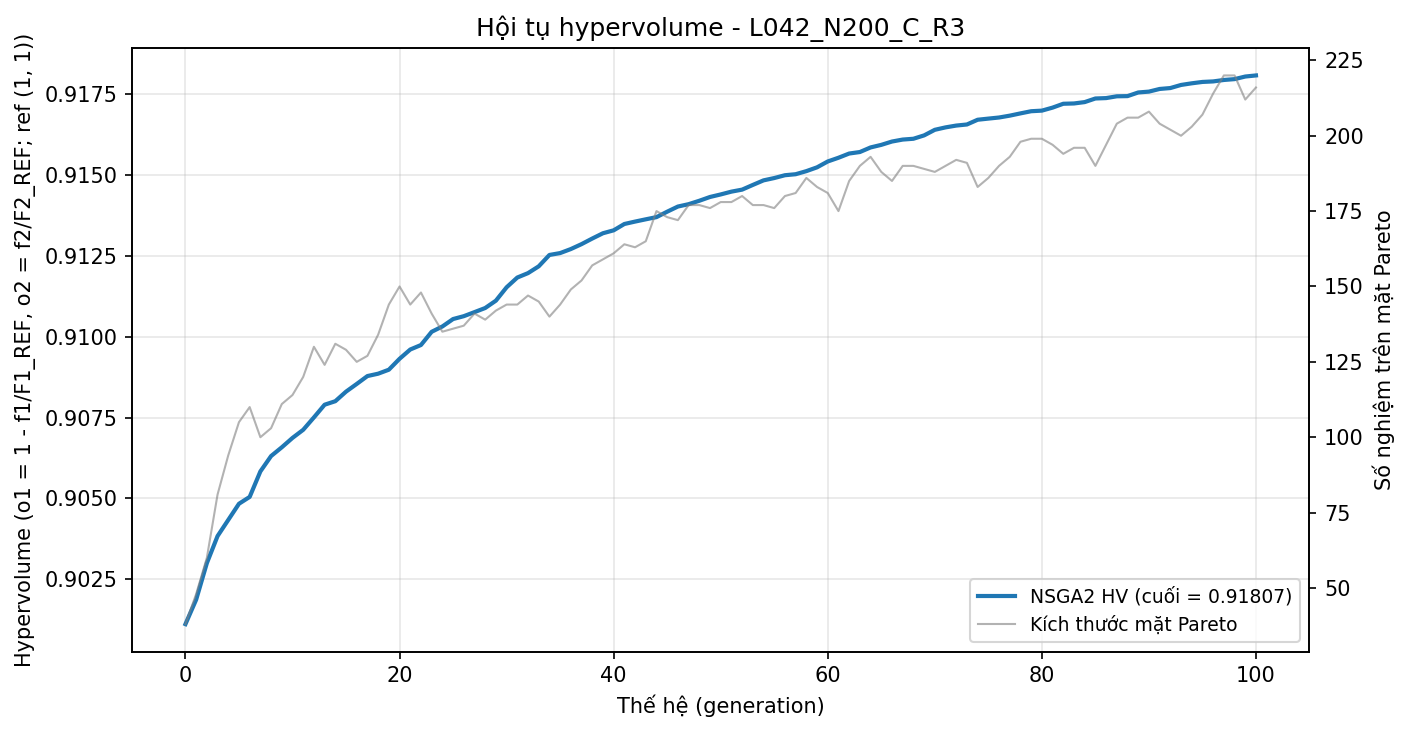 Hội tụ hypervolume - L042_N200_C_R3
Hypervolume (o1 = 1 - f1/F1_REF, o2 = f2/F2_REF; ref (1, 1))
0.9175
0.9150
0.9125
0.9100
0.9075
0.9050
0.9025
225
200
175
150
125
100
75
50
Số nghiệm trên mặt Pareto
NSGA2 HV (cuối = 0.91807)
Kích thước mặt Pareto
0 20 40 60 80 100
Thế hệ (generation)